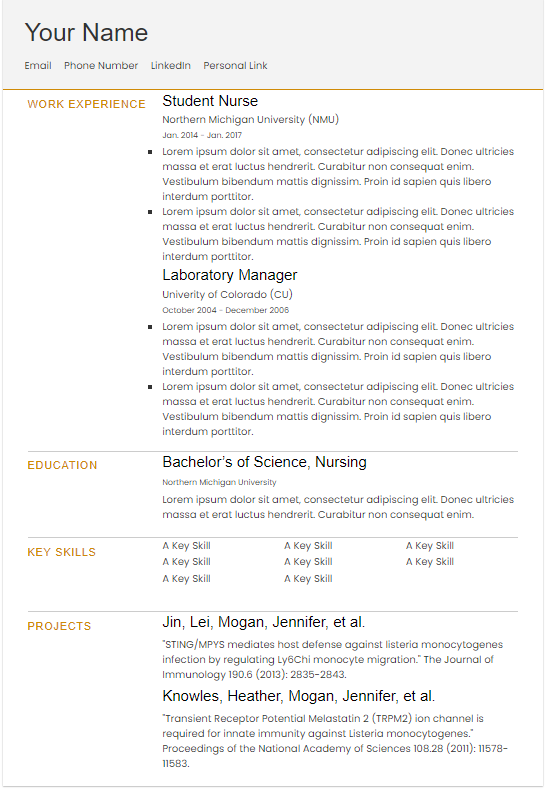 Your Name
Email Phone Number LinkedIn Personal Link
WORK EXPERIENCE
Student Nurse
Northern Michigan University (NMU)
Jan. 2014 - Jan. 2017
Lorem ipsum dolor sit amet, consectetur adipiscing elit. Donec ultricies
massa et erat luctus hendrerit. Curabitur non consequat enim.
Vestibulum bibendum mattis dignissim. Proin id sapien quis libero
interdum porttitor.
Lorem ipsum dolor sit amet, consectetur adipiscing elit. Donec ultricies
massa et erat luctus hendrerit. Curabitur non consequat enim.
Vestibulum bibendum mattis dignissim. Proin id sapien quis libero
interdum porttitor.
Laboratory Manager
Univerity of Colorado (CU)
October 2004 - December 2006
Lorem ipsum dolor sit amet, consectetur adipiscing elit. Donec ultricies
massa et erat luctus hendrerit. Curabitur non consequat enim.
Vestibulum bibendum mattis dignissim. Proin id sapien quis libero
interdum porttitor.
Lorem ipsum dolor sit amet, consectetur adipiscing elit. Donec ultricies
massa et erat luctus hendrerit. Curabitur non consequat enim.
Vestibulum bibendum mattis dignissim. Proin id sapien quis libero
interdum porttitor.
EDUCATION
Bachelor's of Science, Nursing
Northern Michigan University
Lorem ipsum dolor sit amet, consectetur adipiscing elit. Donec ultricies
massa et erat luctus hendrerit. Curabitur non consequat enim.
KEY SKILLS
A Key Skill A Key Skill A Key Skill
A Key Skill A Key Skill A Key Skill
A Key Skill A Key Skill
PROJECTS
Jin, Lei, Mogan, Jennifer, et al.
"STING/MPYS mediates host defense against listeria monocytogenes
infection by regulating Ly6Chi monocyte migration." The Journal of
Immunology 190.6 (2013): 2835-2843.
Knowles, Heather, Mogan, Jennifer, et al.
"Transient Receptor Potential Melastatin 2 (TRPM2) ion channel is
required for innate immunity against Listeria monocytogenes."
Proceedings of the National Academy of Sciences 108.28 (2011): 11578-
11583.